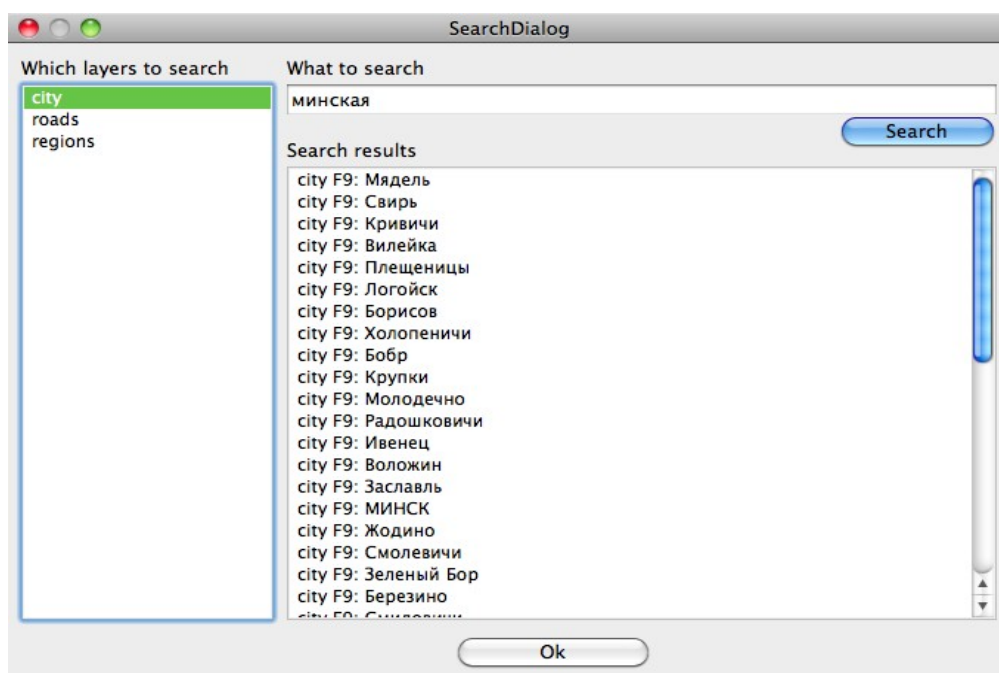 SearchDialog
Which layers to search
city
roads
regions
What to search
минская
Search
Search results
city F9: Мядель
city F9: Свирь
city F9: Кривичи
city F9: Вилейка
city F9: Плещеницы
city F9: Логойск
city F9: Борисов
city F9: Холопеничи
city F9: Бобр
city F9: Крупки
city F9: Молодечно
city F9: Радошковичи
city F9: Ивенец
city F9: Воложин
city F9: Заславль
city F9: МИНСК
city F9: Жодино
city F9: Смолевичи
city F9: Зеленый Бор
city F9: Березино
city F9: Смиловичи
Ok